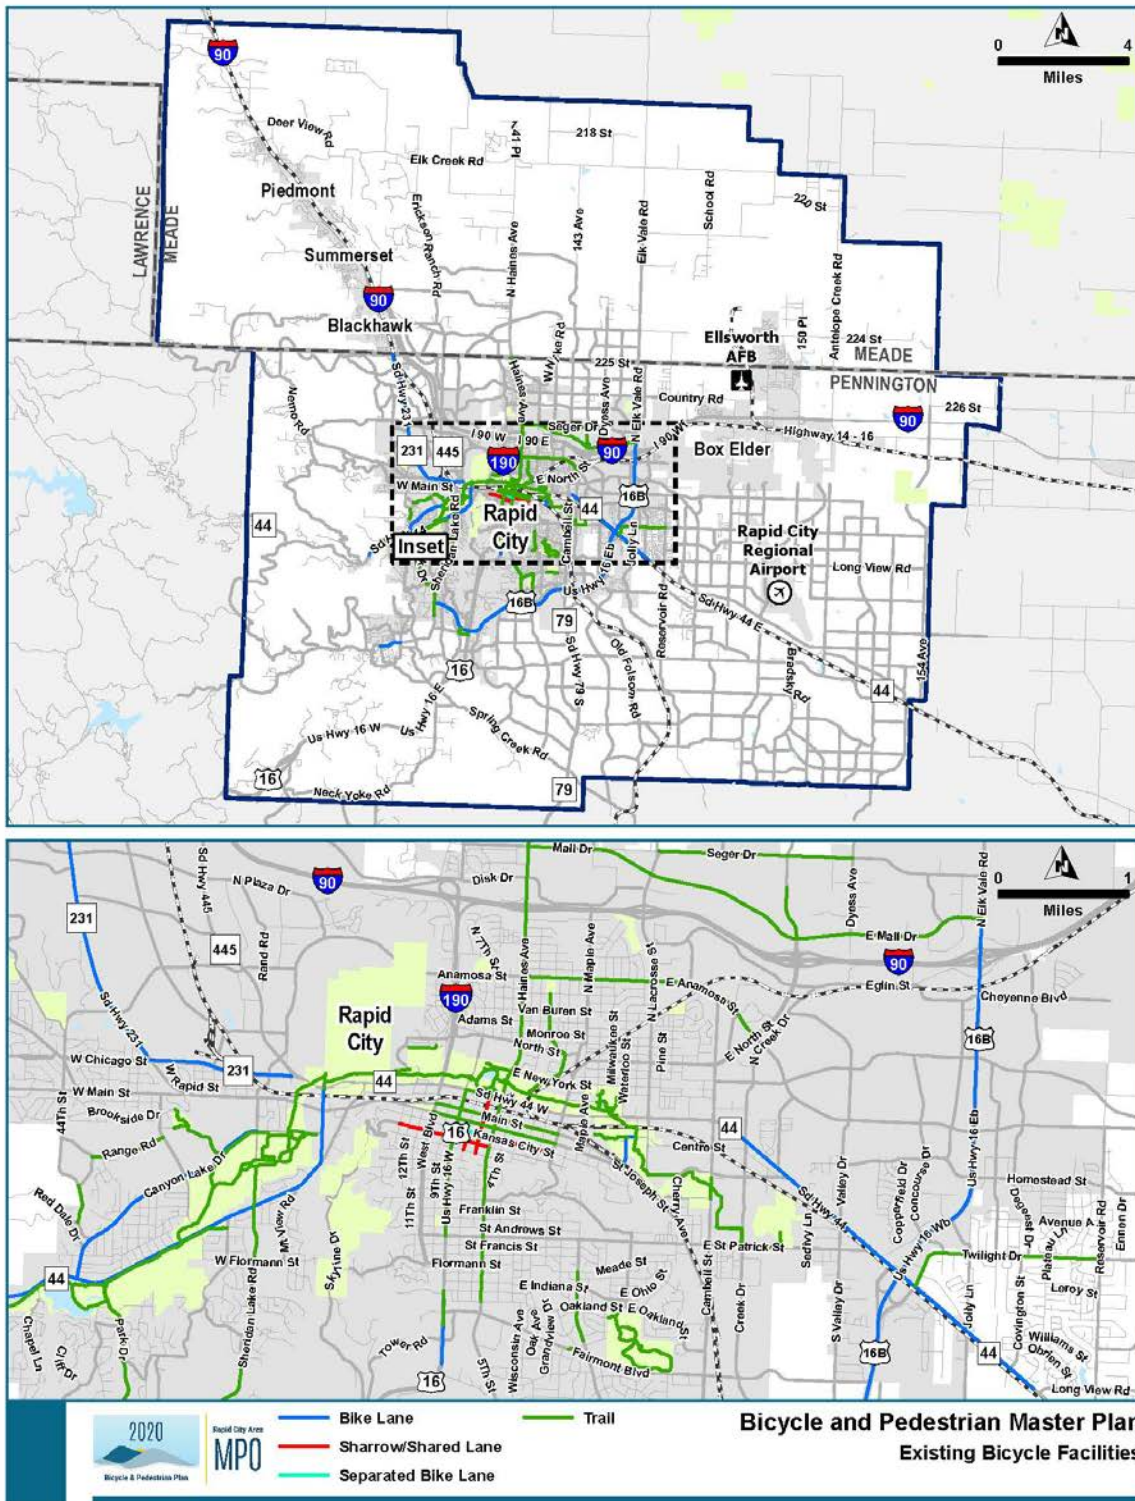 0 4
Miles
90
Deer View Rd
Elk Creek Rd
141 Pl
218 St
Piedmont
220 St
LAWRENCE
MEADE
Erickson Ranch Rd
N Haines Ave
143 Ave
Elk Vale Rd
School Rd
Summerset
90
Blackhawk
Antelope Creek Rd
150 Pl
224 St
Ellsworth
AFB
MEADE
PENNINGTON
225 St
Country Rd
226 St
90
Nemo Rd
Sd Hwy 231
Haines Ave
Dyess Ave
N Elk Vale Rd
Seger Dr
Highway 14 - 16
I 90 W
I 90 E
231
445
190
90
Box Elder
W Main St
E North St
16B
44
Rapid
City
44
Sheridan Lake Rd
Cambell St
Jolly Ln
Inset
Rapid City
Regional
Airport
Long View Rd
Us Hwy 16 Eb
16B
79
Reservoir Rd
Sd Hwy 44 E
154 Ave
16
Sd Hwy 79 S
Old Folsom Rd
Bradsky Rd
44
Us Hwy 16 W
Us Hwy 16 E
Spring Creek Rd
16
Neck Yoke Rd
79
Mall Dr
Seger Dr
0 1
Miles
Sd Hwy 445
N Plaza Dr
90
Disk Dr
Dyess Ave
N Elk Vale Rd
231
445
Rand Rd
N 7Th St
Haines Ave
N Maple Ave
N Lacrosse St
E Mall Dr
90
Eglin St
Anamosa St
E Anamosa St
Cheyenne Blvd
190
Rapid
City
Adams St
Van Buren St
Monroe St
North St
Milwaukee St
Waterloo St
Pine St
E North St
N Creek Dr
16B
Sd Hwy 231
W Chicago St
231
W Rapid St
44
E New York St
W Main St
Sd Hwy 44 W
Main St
44Th St
Brookside Dr
16
Kansas City St
Maple Ave
Centre St
44
Us Hwy 16 Eb
Range Rd
12Th St
West Blvd
Canyon Lake Dr
9Th St
Us Hwy 16 W
4Th St
St Joseph St
Cherry Ave
Valley Dr
Copperfield Dr
Concourse Dr
Homestead St
Red Dale Dr
11Th St
Franklin St
Sd Hwy 44
Degeest Dr
Plateau Ln
Avenue A
Reservoir Rd
Ennen Dr
Mt View Rd
St Andrews St
Sedivy Ln
Us Hwy 16 Wb
Skyline Dr
St Francis St
E St Patrick St
Twilight Dr
W Flormann St
Flormann St
Meade St
44
Sheridan Lake Rd
E Indiana St
E Ohio St
Cambell St
Leroy St
Oakland St
E Oakland St
Creek Dr
S Valley Dr
Jolly Ln
Covington St
Chapel Ln
Cliff Dr
Park Dr
Tower Rd
Wisconsin Ave
Oak Ave
Grandview Dr
Williams St
Obrien St
Fairmont Blvd
16B
44
16
5Th St
Long View Rd
2020
Bicycle & Pedestrian Plan
Rapid City Area
MPO
Bike Lane
Trail
Sharrow/Shared Lane
Separated Bike Lane
Bicycle and Pedestrian Master Plan
Existing Bicycle Facilities